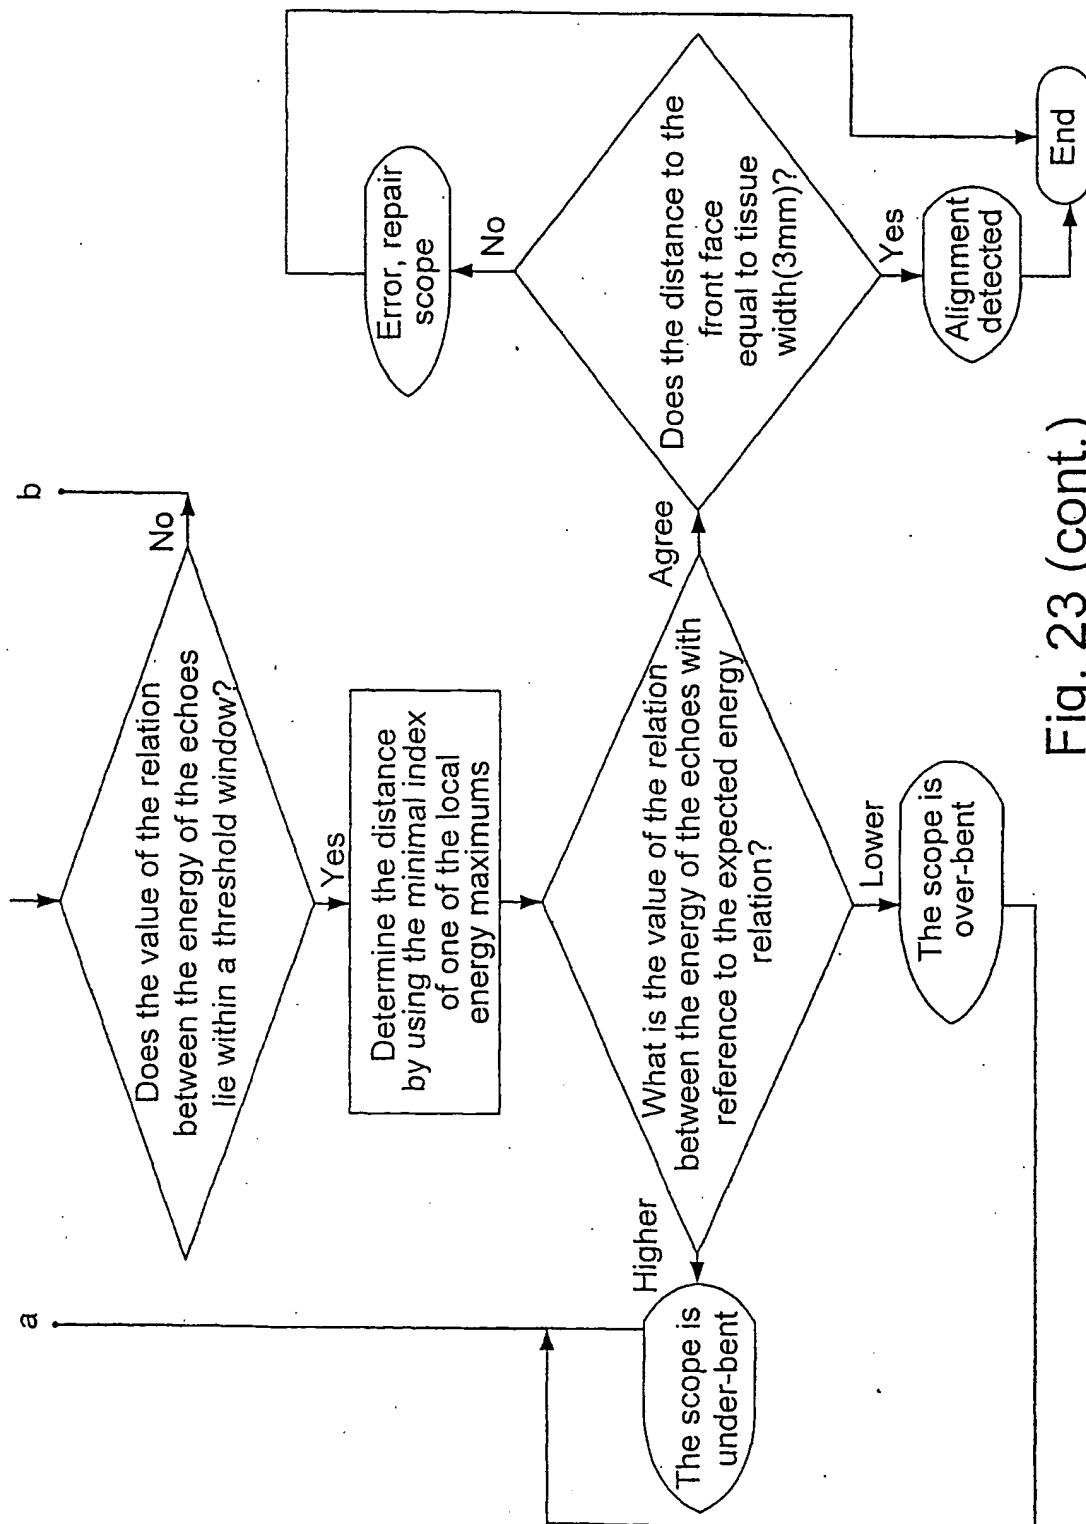 a
b
Does the value of the relation
between the energy of the echoes
lie within a threshold window?
No
Yes
Determine the distance
by using the minimal index
of one of the local
energy maximums
What is the value of the relation
between the energy of the echoes with
reference to the expected energy
relation?
Higher
Agree
Lower
The scope is
under-bent
The scope is
over-bent
Does the distance to the
front face
equal to tissue
width(3mm)?
No
Yes
Error, repair
scope
Alignment
detected
End
Fig. 23 (cont.)